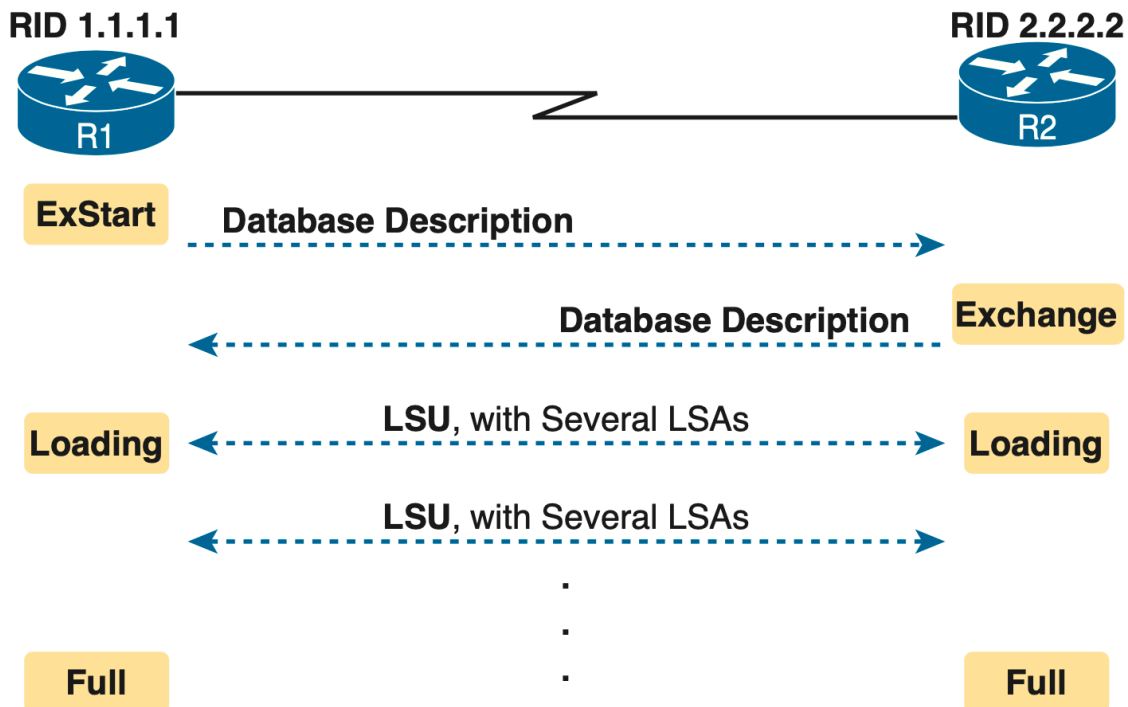 RID 1.1.1.1
RID 2.2.2.2
R1
R2
ExStart
Database Description
Database Description
Exchange
Loading
LSU, with Several LSAs
Loading
LSU, with Several LSAs
.
.
.
Full
Full